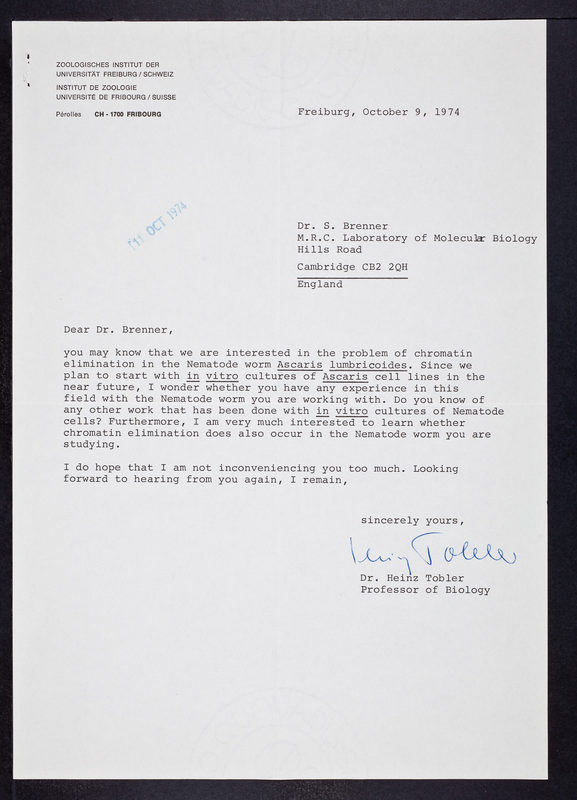 ZOOLOGISCHES INSTITUT DER
UNIVERSITÄT FREIBURG / SCHWEIZ
INSTITUT DE ZOOLOGIE
UNIVERSITÉ DE FRIBOURG / SUISSE
Pérolles CH - 1700 FRIBOURG
Freiburg, October 9, 1974
11 OCT 1974
Dr. S. Brenner
M.R.C. Laboratory of Molecular Biology
Hills Road
Cambridge CB2 2QH
England
Dear Dr. Brenner,
you may know that we are interested in the problem of chromatin
elimination in the Nematode worm Ascaris lumbricoides. Since we
plan to start with in vitro cultures of Ascaris cell lines in the
near future, I wonder whether you have any experience in this
field with the Nematode worm you are working with. Do you know of
any other work that has been done with in vitro cultures of Nematode
cells? Furthermore, I am very much interested to learn whether
chromatin elimination does also occur in the Nematode worm you are
studying.
I do hope that I am not inconveniencing you too much. Looking
forward to hearing from you again, I remain,
sincerely yours,
Heinz Tobler
Dr. Heinz Tobler
Professor of Biology